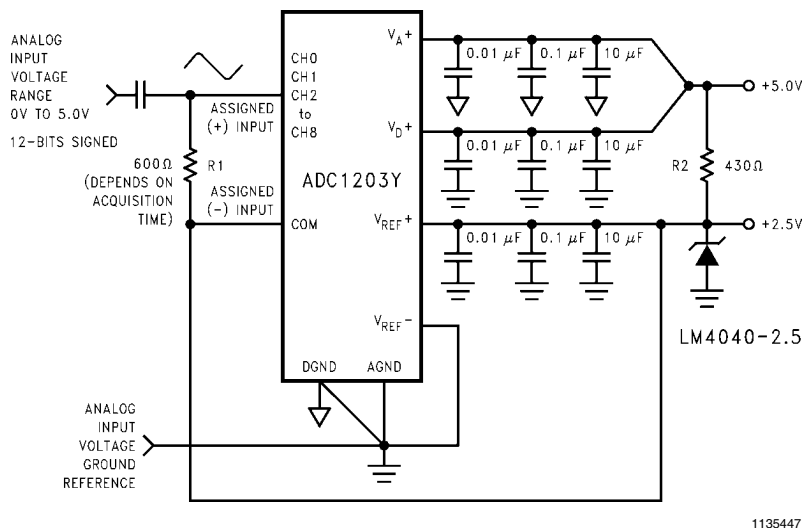 ANALOG
INPUT
VOLTAGE
RANGE
0V TO 5.0V
12-BITS SIGNED
600Ω
(DEPENDS ON
ACQUISITION
TIME)
R1
ASSIGNED
(+) INPUT
ASSIGNED
(−) INPUT
CH0
CH1
CH2
to
CH8
COM
ADC1203Y
VA+
VD+
VREF+
VREF−
DGND
AGND
0.01 µF
0.1 µF
10 µF
0.01 µF
0.1 µF
10 µF
0.01 µF
0.1 µF
10 µF
+5.0V
R2
430Ω
+2.5V
LM4040-2.5
ANALOG
INPUT
VOLTAGE
GROUND
REFERENCE
1135447